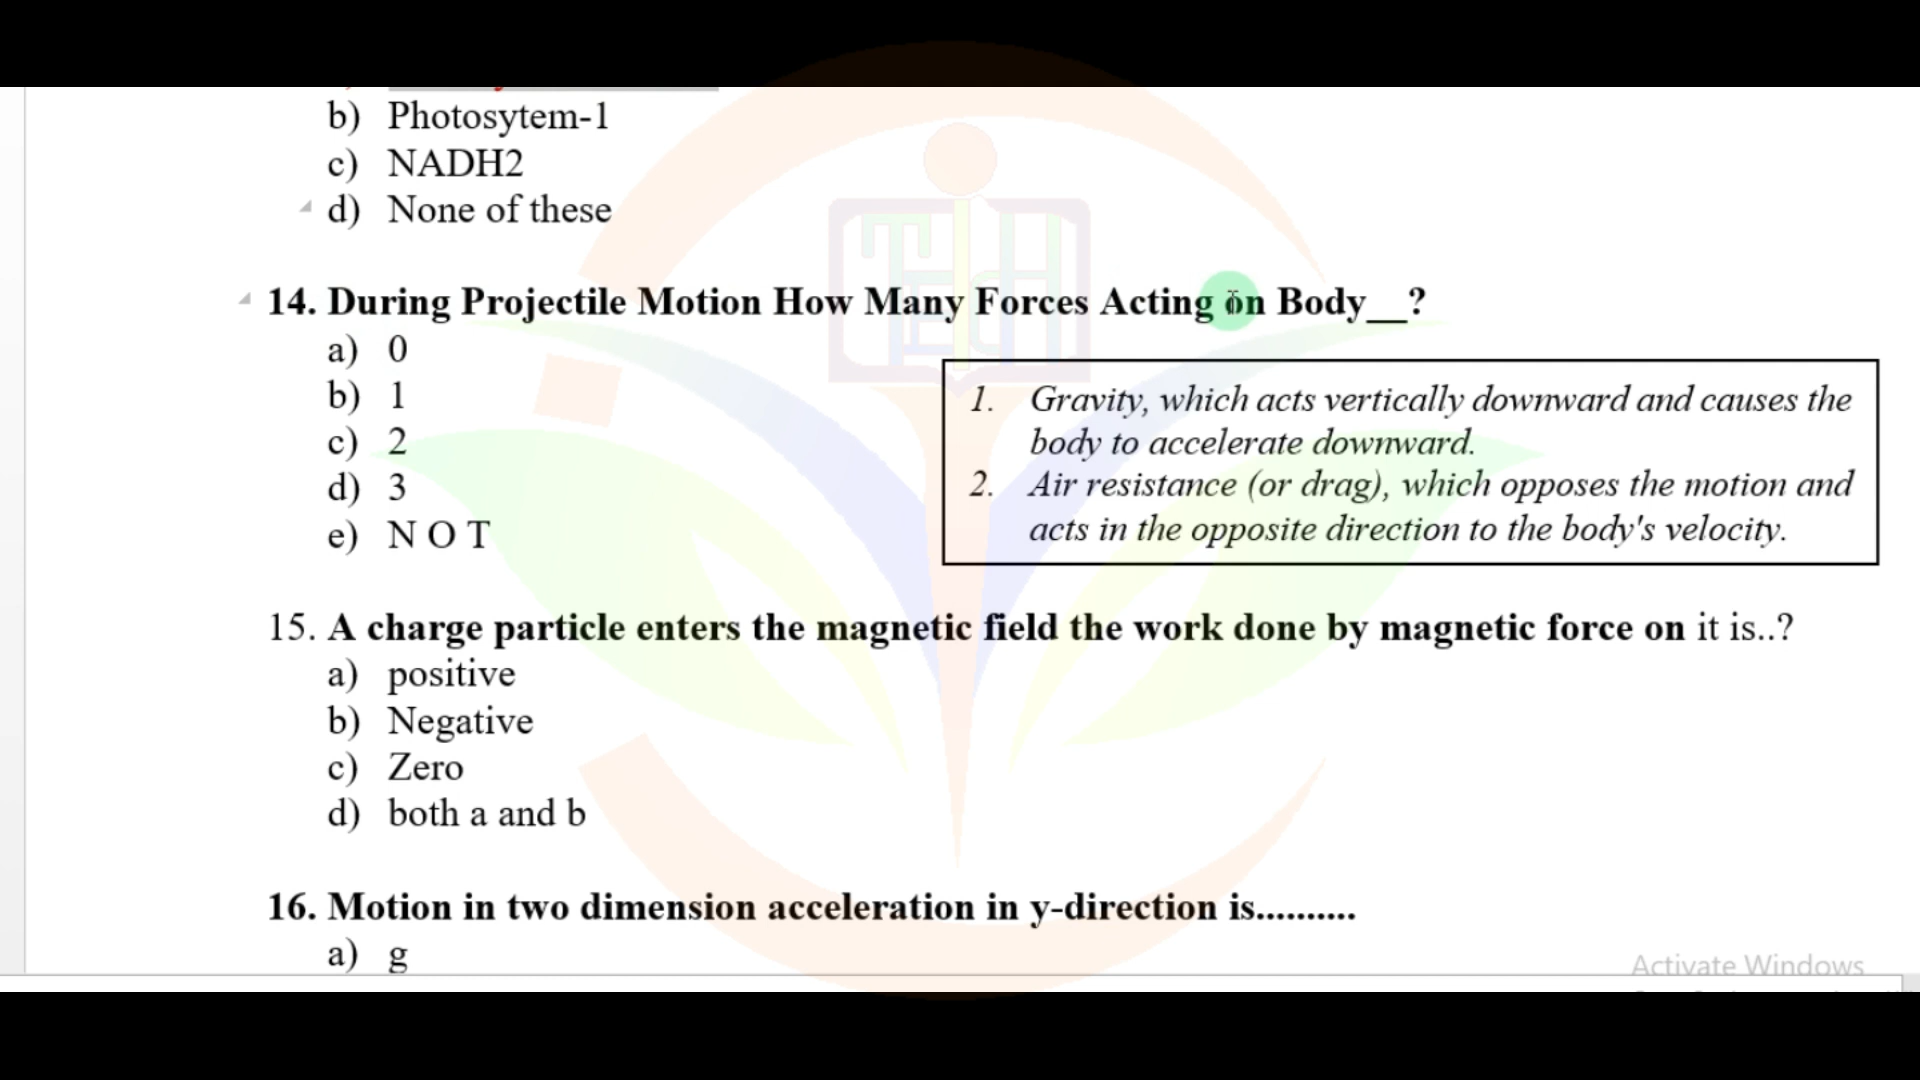 b) Photosytem-1
c) NADH2
d) None of these
14. During Projectile Motion How Many Forces Acting on Body__?
a) 0
b) 1
c) 2
d) 3
e) N O T
1. Gravity, which acts vertically downward and causes the
body to accelerate downward.
2. Air resistance (or drag), which opposes the motion and
acts in the opposite direction to the body's velocity.
15. A charge particle enters the magnetic field the work done by magnetic force on it is..?
a) positive
b) Negative
c) Zero
d) both a and b
16. Motion in two dimension acceleration in y-direction is..........
a) g
Activate Windows
TEdH